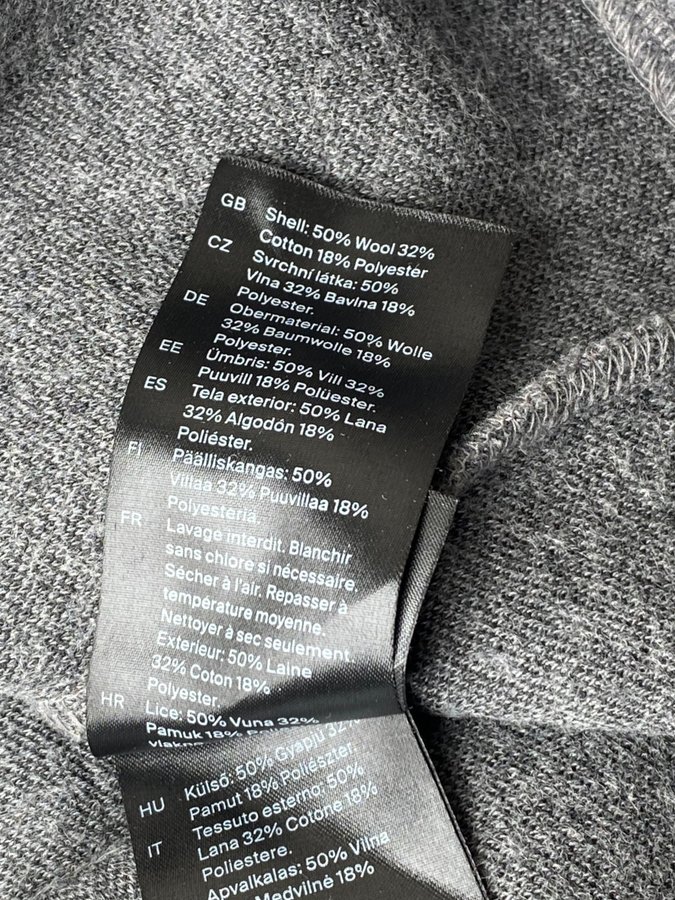 GB Shell: 50% Wool 32%
Cotton 18% Polyester
CZ Svrchní látka: 50%
Vlna 32% Bavlna 18%
Polyester.
DE Obermaterial: 50% Wolle
32% Baumwolle 18%
Polyester.
EE Úmbris: 50% Vill 32%
Puuvill 18% Polüester.
ES Tela exterior: 50% Lana
32% Algodón 18%
Poliéster.
FI Päälliskangas: 50%
Villaa 32% Puuvillaa 18%
Polyesteria.
FR Lavage interdit. Blanchir
sans chlore si nécessaire.
Sécher à l'air. Repasser à
température moyenne.
Nettoyer à sec seulement.
Exterieur: 50% Laine
32% Coton 18%
Polyester.
HR Lice: 50% Vuna 32%
Pamuk 18%
HU Külső: 50% Gyapjú 32%
Pamut 18% Poliészter.
IT Tessuto esterno: 50%
Lana 32% Cotone 18%
Poliestere.
Apvalkalas: 50% Vilna
Medvilnė 18%